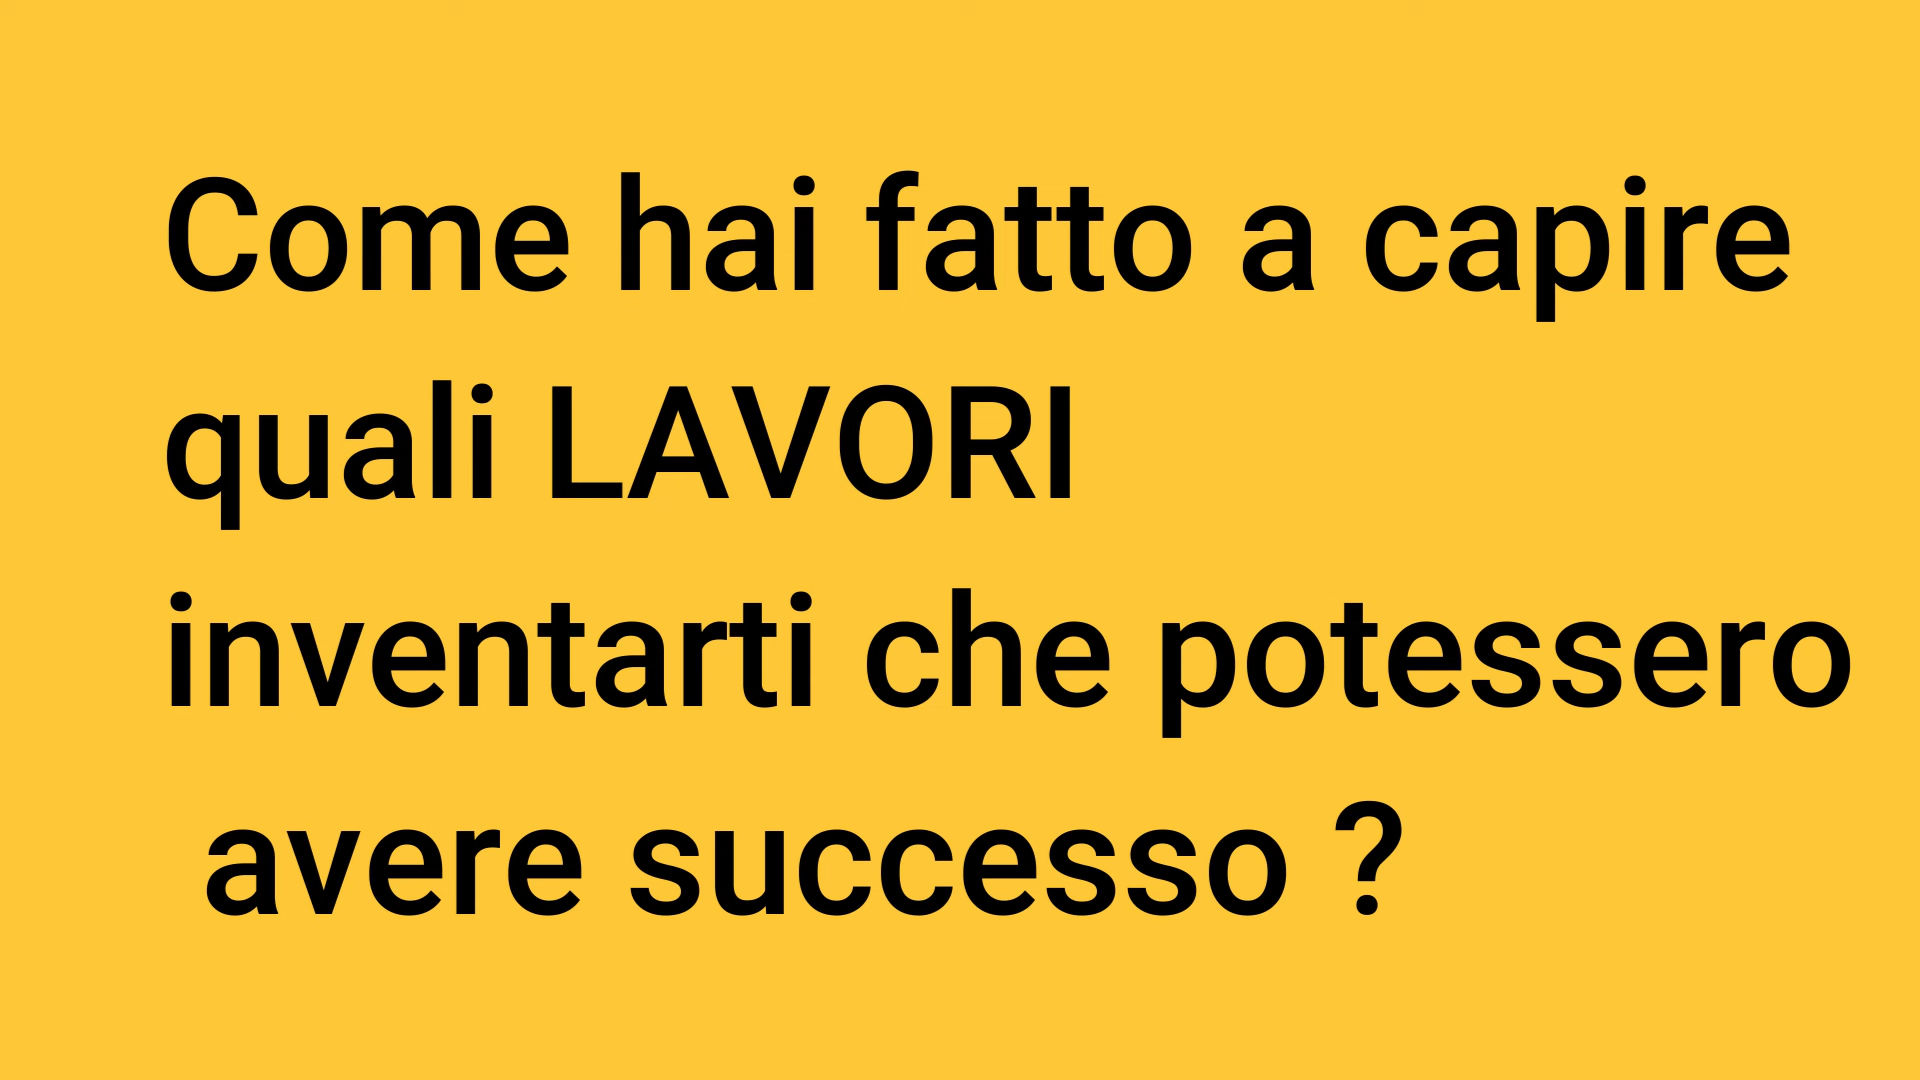 Come hai fatto a capire
quali LAVORI
inventarti che potessero
avere successo ?